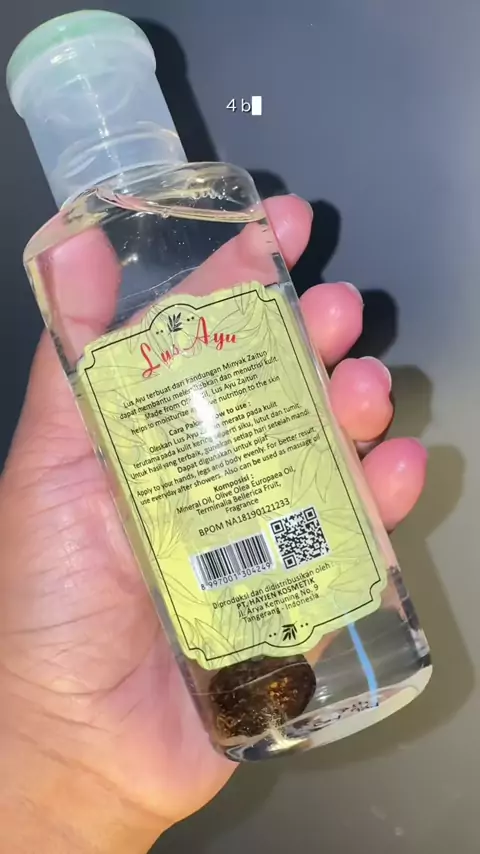 4 b
Lus Ayu
Lus Ayu terbuat dari kandungan Minyak Zaitun
dapat membantu melembabkan dan menutrisi kulit.
Made from Olive Oil, Lus Ayu Zaitun
helps to moisturize and give nutrition to the skin
Cara Pakai / How to use :
Oleskan Lus Ayu Zaitun merata pada kulit
terutama pada kulit kering seperti siku, lutut dan tumit.
Untuk hasil yang terbaik, gunakan setiap hari setelah mandi.
Dapat digunakan untuk pijat
Apply to your hands, legs and body evenly. For better result,
use everyday after showers. Also can be used as massage oil
Komposisi :
Mineral Oil, Olive Olea Europaea Oil,
Terminalia Bellerica Fruit,
Fragrance
BPOM NA18190121233
8 997001 304249
Diproduksi dan didistribusikan oleh :
PT. HAYIEN KOSMETIK
Jl. Arya Kemuning No. 9
Tangerang - Indonesia